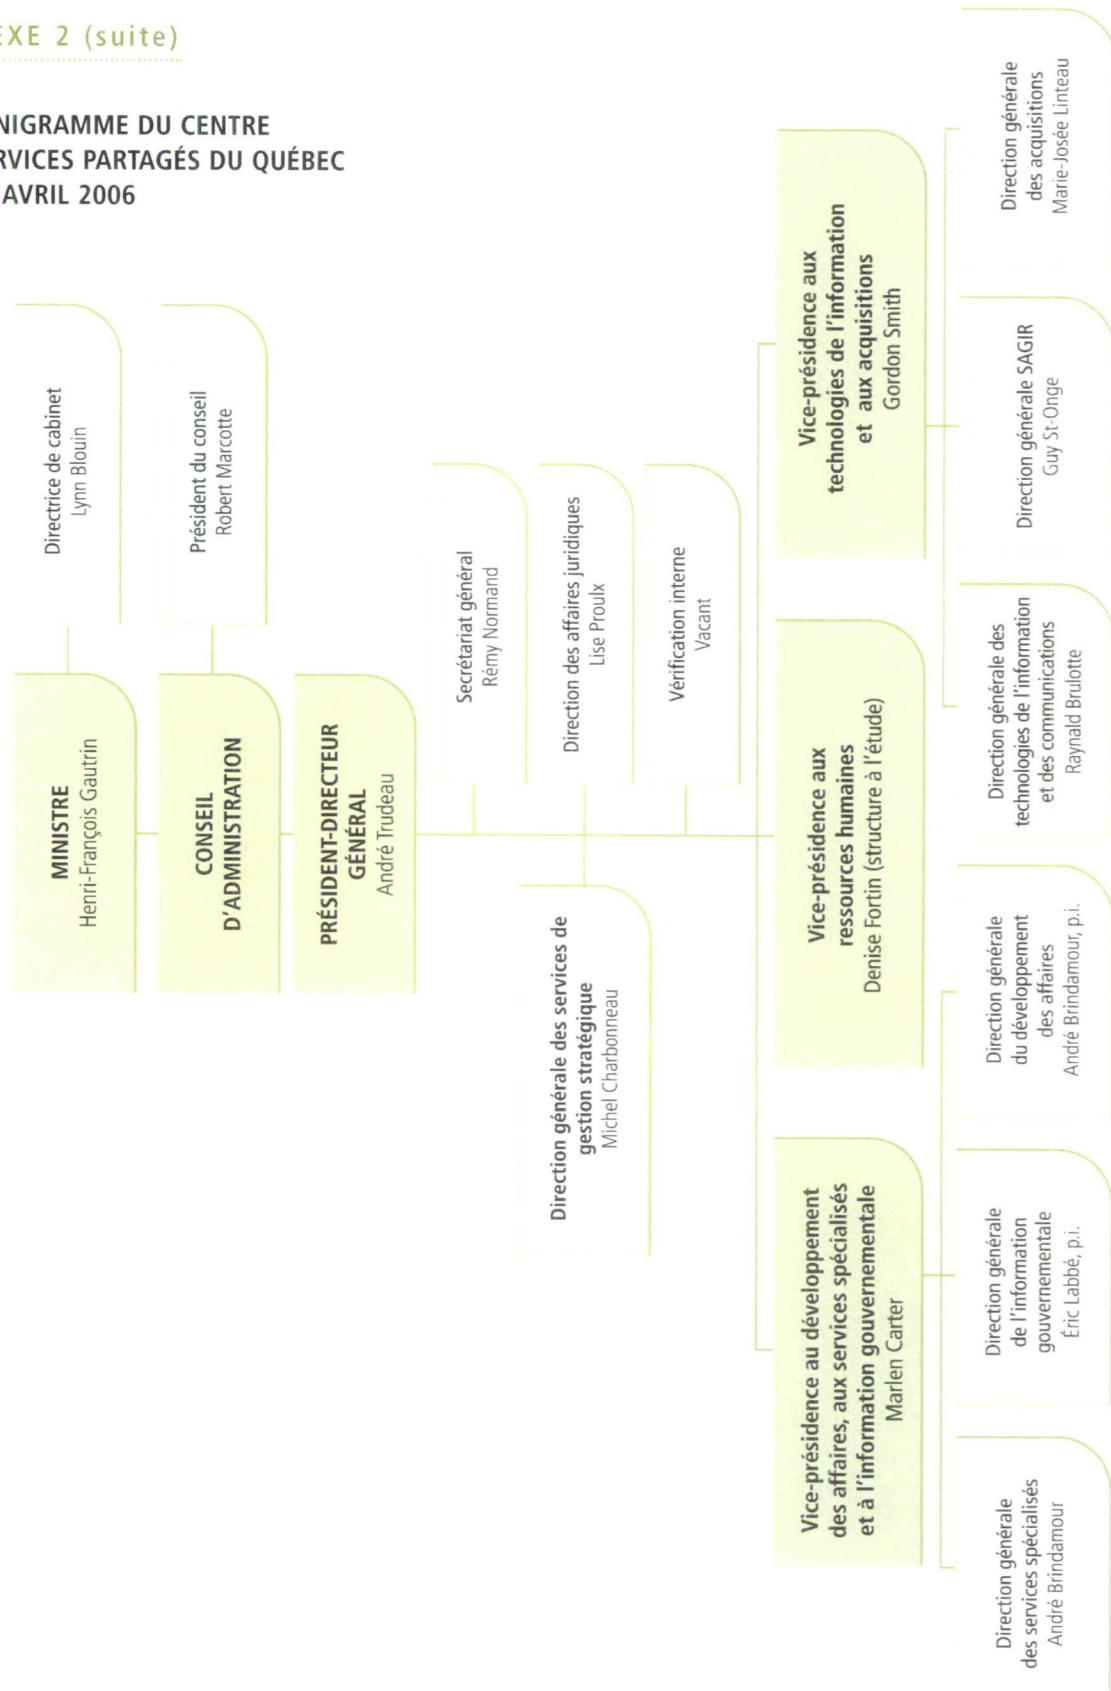 EXE 2 (suite)
NIGRAMME DU CENTRE
RVICES PARTAGÉS DU QUÉBEC
AVRIL 2006
MINISTRE
Henri-François Gautrin
Directrice de cabinet
Lynn Blouin
CONSEIL
D'ADMINISTRATION
Président du conseil
Robert Marcotte
PRÉSIDENT-DIRECTEUR
GÉNÉRAL
André Trudeau
Secrétariat général
Rémy Normand
Direction générale des services de
gestion stratégique
Michel Charbonneau
Direction des affaires juridiques
Lise Proulx
Vérification interne
Vacant
Vice-présidence au développement
des affaires, aux services spécialisés
et à l'information gouvernementale
Marlen Carter
Vice-présidence aux
ressources humaines
Denise Fortin (structure à l'étude)
Vice-présidence aux
technologies de l'information
et aux acquisitions
Gordon Smith
Direction générale
des services spécialisés
André Brindamour
Direction générale
de l'information
gouvernementale
Éric Labbé, p.i.
Direction générale
du développement
des affaires
André Brindamour, p.i.
Direction générale des
technologies de l'information
et des communications
Raynald Brulotte
Direction générale SAGIR
Guy St-Onge
Direction générale
des acquisitions
Marie-Josée Linteau